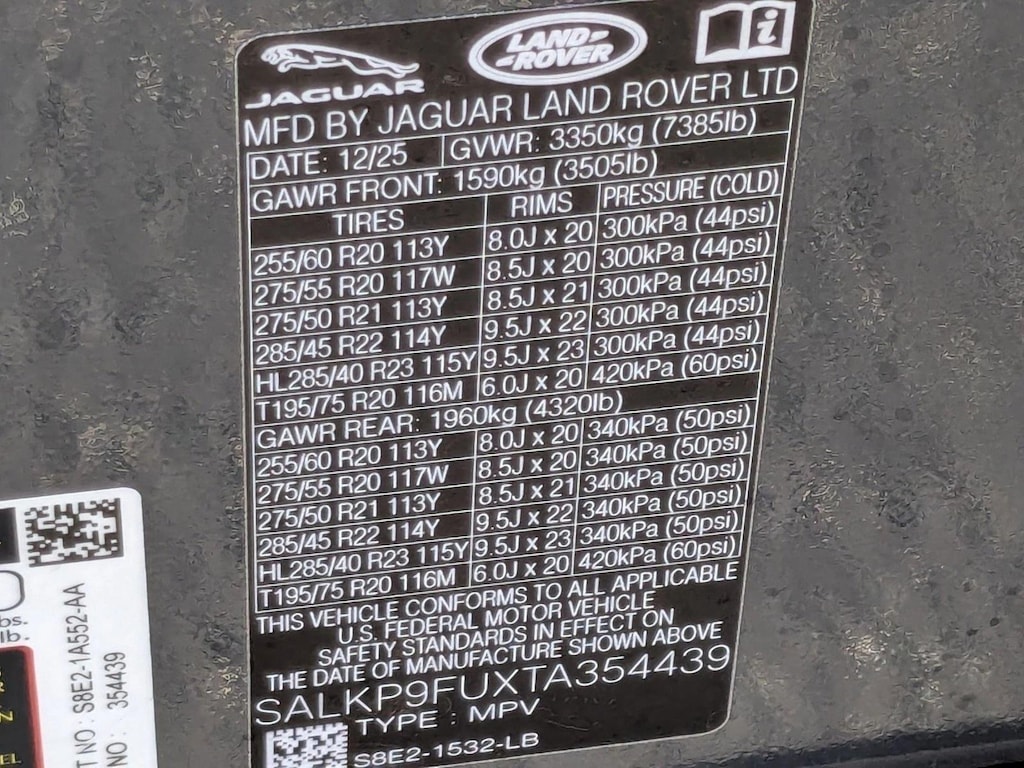 JAGUAR
LAND-
-ROVER
i
MFD BY JAGUAR LAND ROVER LTD
DATE: 12/25 GVWR: 3350kg (7385lb)
GAWR FRONT: 1590kg (3505lb)
TIRES RIMS PRESSURE (COLD)
255/60 R20 113Y 8.0J x 20 300kPa (44psi)
275/55 R20 117W 8.5J x 20 300kPa (44psi)
275/50 R21 113Y 8.5J x 21 300kPa (44psi)
285/45 R22 114Y 9.5J x 22 300kPa (44psi)
HL285/40 R23 115Y 9.5J x 23 300kPa (44psi)
T195/75 R20 116M 6.0J x 20 420kPa (60psi)
GAWR REAR: 1960kg (4320lb)
255/60 R20 113Y 8.0J x 20 340kPa (50psi)
275/55 R20 117W 8.5J x 20 340kPa (50psi)
275/50 R21 113Y 8.5J x 21 340kPa (50psi)
285/45 R22 114Y 9.5J x 22 340kPa (50psi)
HL285/40 R23 115Y 9.5J x 23 340kPa (50psi)
T195/75 R20 116M 6.0J x 20 420kPa (60psi)
THIS VEHICLE CONFORMS TO ALL APPLICABLE
U.S. FEDERAL MOTOR VEHICLE
SAFETY STANDARDS IN EFFECT ON
THE DATE OF MANUFACTURE SHOWN ABOVE
SALKP9FUXTA354439
TYPE : MPV
S8E2-1532-LB
bs.
lb.
T NO : S8E2-1A552-AA
NO : 354439
N
EL